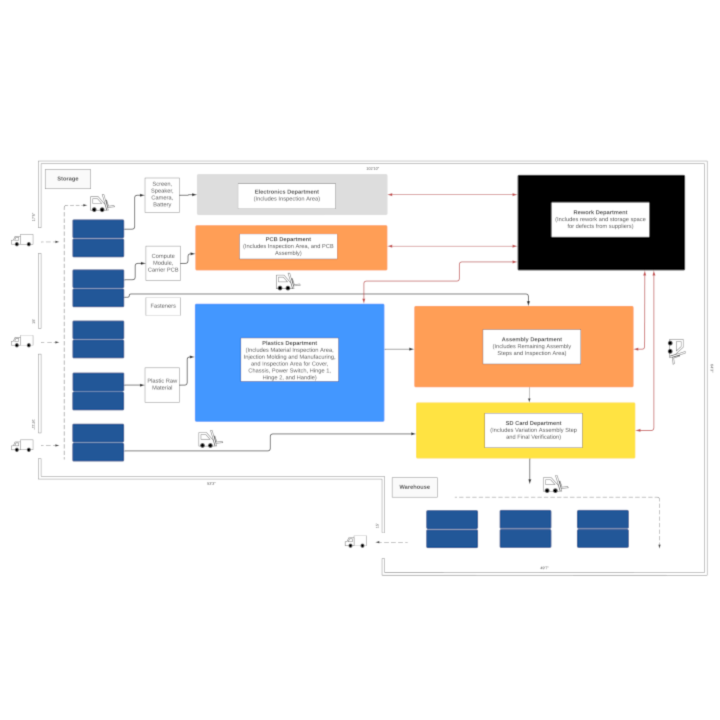 Storage
Screen,
Speaker,
Camera,
Battery
Electronics Department
(Includes Inspection Area)
Rework Department
(Includes rework and storage space
for defects from suppliers)
PCB Department
(Includes Inspection Area, and PCB
Assembly)
Compute
Module,
Carrier PCB
Fasteners
Plastics Department
(Includes Material Inspection Area,
Injection Molding and Manufacturing,
and Inspection Area for Cover,
Chassis, Power Switch, Hinge 1,
Hinge 2, and Handle)
Assembly Department
(Includes Remaining Assembly
Steps and Inspection Area)
Plastic Raw
Material
SD Card Department
(Includes Variation Assembly Step
and Final Verification)
Warehouse